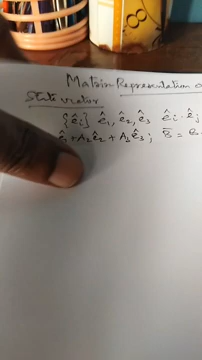 Matrix Representation o
State vector
{êᵢ} ê₁, ê₂, ê₃ êᵢ · êⱼ
ê₁ + A₂ê₂ + A₃ê₃ ; B̄ =